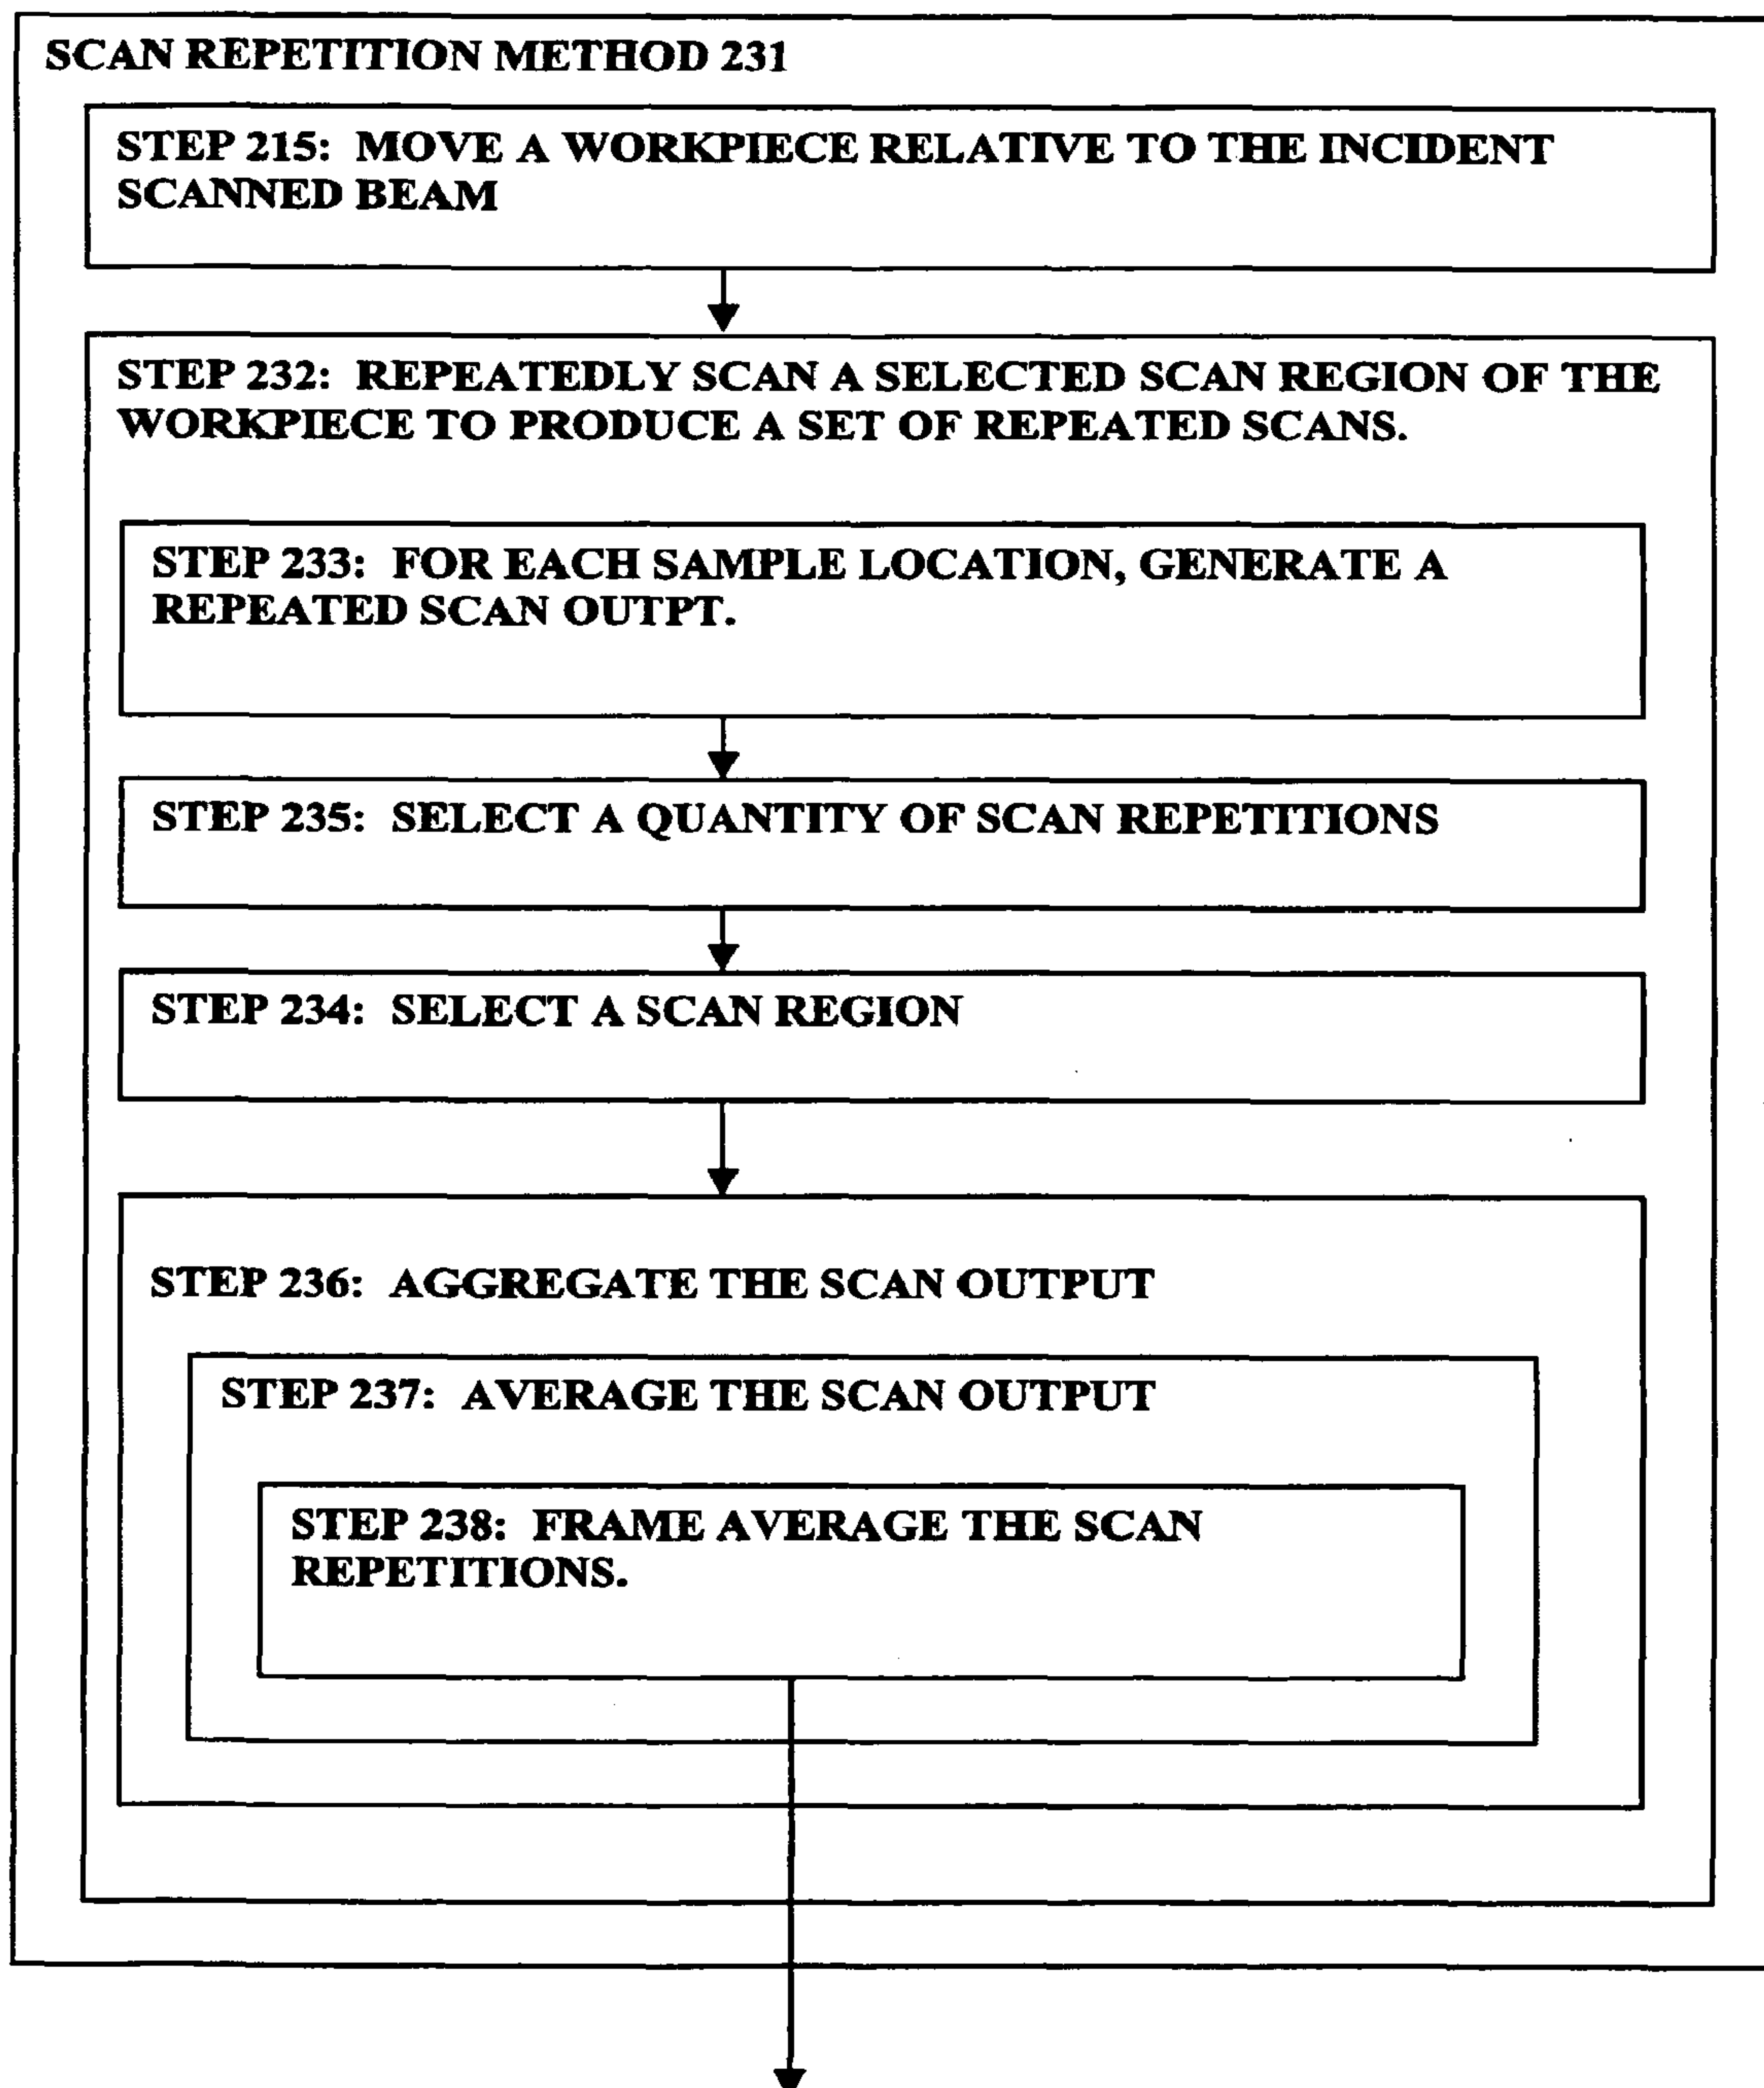 SCAN REPETITION METHOD 231
STEP 215: MOVE A WORKPIECE RELATIVE TO THE INCIDENT
SCANNED BEAM
STEP 232: REPEATEDLY SCAN A SELECTED SCAN REGION OF THE
WORKPIECE TO PRODUCE A SET OF REPEATED SCANS.
STEP 233: FOR EACH SAMPLE LOCATION, GENERATE A
REPEATED SCAN OUTPT.
STEP 235: SELECT A QUANTITY OF SCAN REPETITIONS
STEP 234: SELECT A SCAN REGION
STEP 236: AGGREGATE THE SCAN OUTPUT
STEP 237: AVERAGE THE SCAN OUTPUT
STEP 238: FRAME AVERAGE THE SCAN
REPETITIONS.